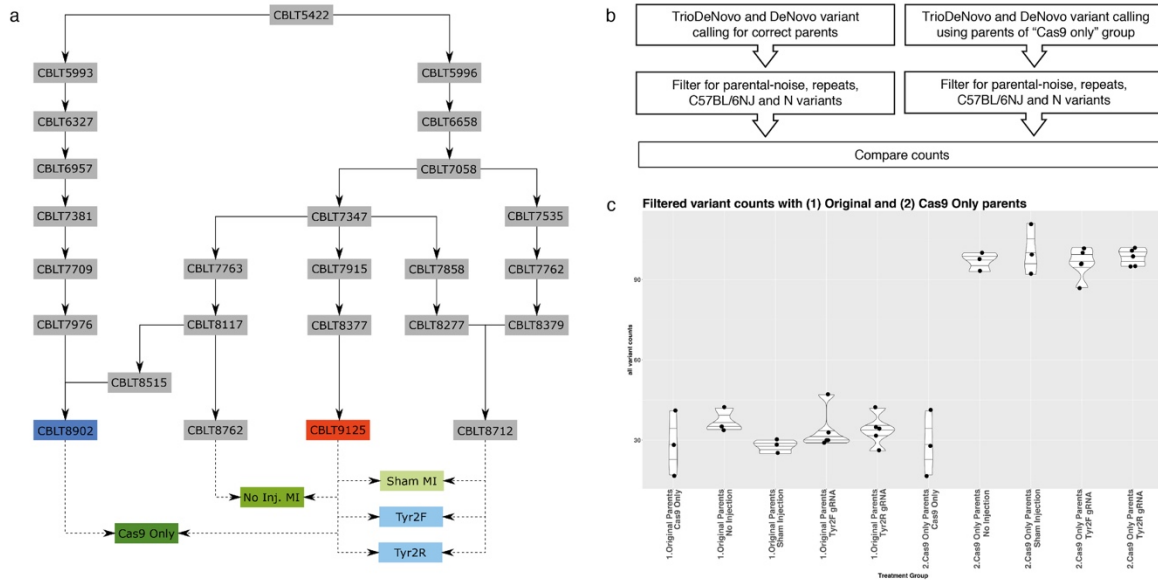 a
CBLT5422
CBLT5993
CBLT5996
CBLT6327
CBLT6658
CBLT6957
CBLT7058
CBLT7381
CBLT7347
CBLT7535
CBLT7709
CBLT7763
CBLT7915
CBLT7858
CBLT7762
CBLT7976
CBLT8117
CBLT8377
CBLT8277
CBLT8379
CBLT8515
CBLT8902
CBLT8762
CBLT9125
CBLT8712
Sham MI
No Inj. MI
Tyr2F
Cas9 Only
Tyr2R
b
TrioDeNovo and DeNovo variant
calling for correct parents
TrioDeNovo and DeNovo variant calling
using parents of “Cas9 only” group
Filter for parental-noise, repeats,
C57BL/6NJ and N variants
Filter for parental-noise, repeats,
C57BL/6NJ and N variants
Compare counts
c
Filtered variant counts with (1) Original and (2) Cas9 Only parents
all variant counts
90
60
30
1.Original Parents
Cas9 Only
1.Original Parents
No Injection
1.Original Parents
Sham Injection
1.Original Parents
Tyr2F gRNA
1.Original Parents
Tyr2R gRNA
2.Cas9 Only Parents
Cas9 Only
2.Cas9 Only Parents
No Injection
2.Cas9 Only Parents
Sham Injection
2.Cas9 Only Parents
Tyr2F gRNA
2.Cas9 Only Parents
Tyr2R gRNA
Treatment Group